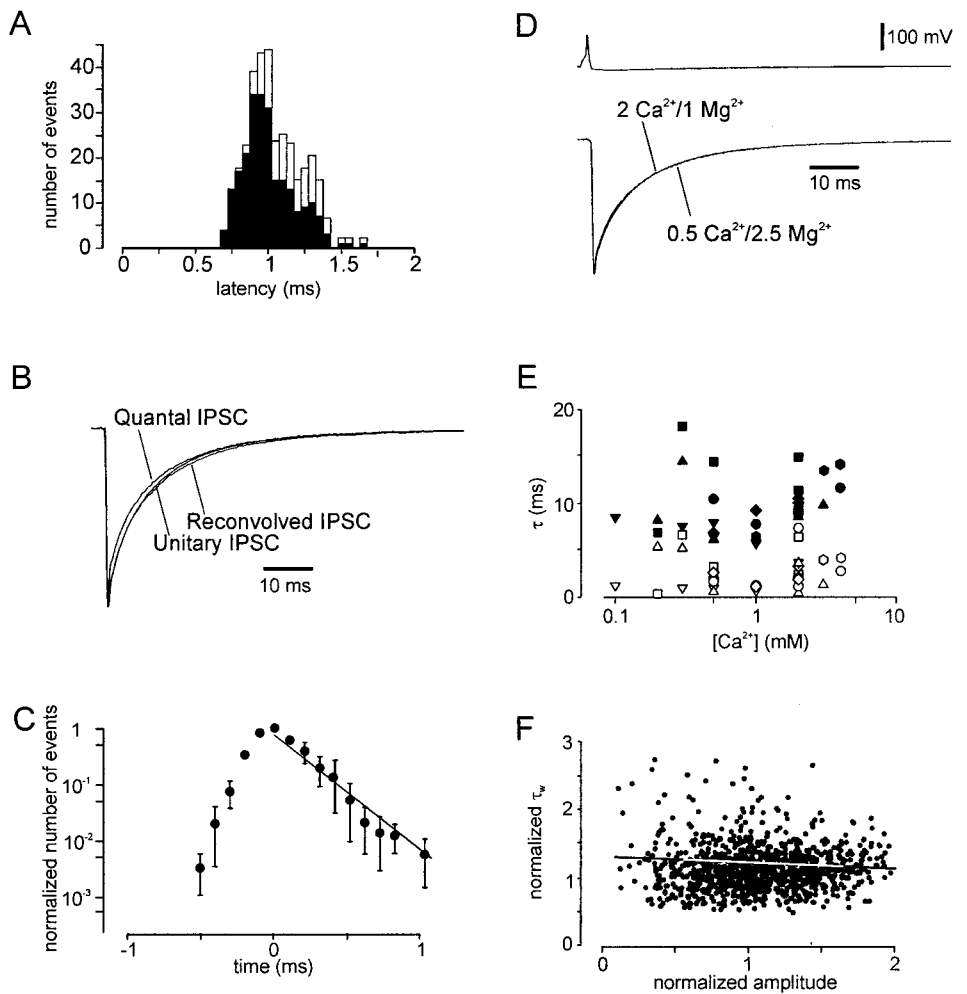 A
number of events
40
30
20
10
0
0
0.5
1
1.5
2
latency (ms)
B
Quantal IPSC
Reconvolved IPSC
Unitary IPSC
10 ms
C
normalized number of events
1
10⁻¹
10⁻²
10⁻³
-1
0
1
time (ms)
D
100 mV
2 Ca²⁺/1 Mg²⁺
10 ms
0.5 Ca²⁺/2.5 Mg²⁺
E
τ (ms)
20
10
0
0.1
1
10
[Ca²⁺] (mM)
F
normalized τw
3
2
1
0
0
1
2
normalized amplitude